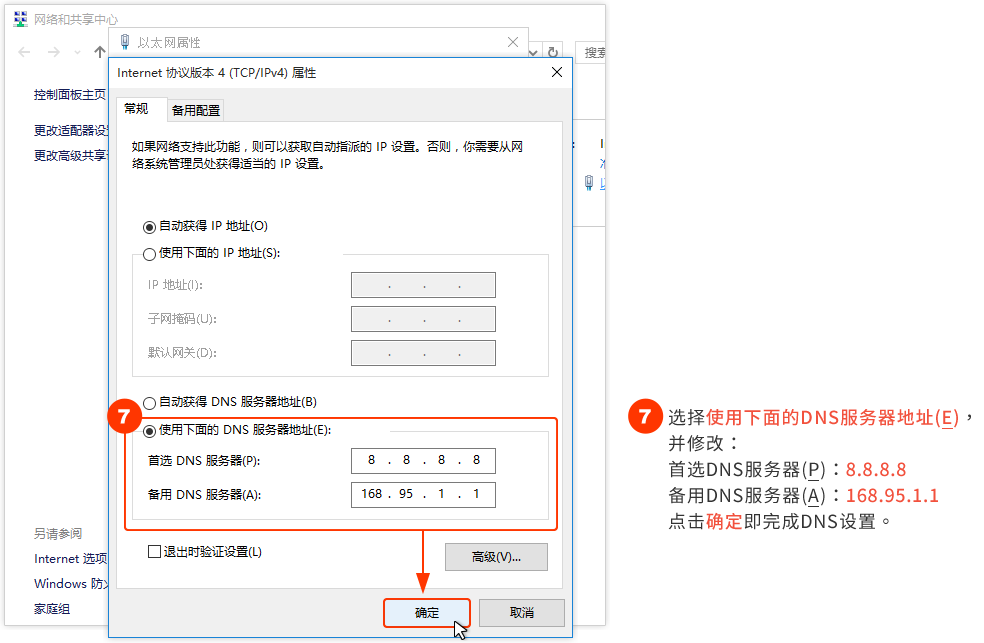 网络和共享中心
以太网属性
搜索
Internet 协议版本 4 (TCP/IPv4) 属性
控制面板主页
更改适配器设
更改高级共享
常规
备用配置
如果网络支持此功能，则可以获取自动指派的 IP 设置。否则，你需要从网
络系统管理员处获得适当的 IP 设置。
自动获得 IP 地址(O)
使用下面的 IP 地址(S):
IP 地址(I):
子网掩码(U):
默认网关(D):
自动获得 DNS 服务器地址(B)
7
使用下面的 DNS 服务器地址(E):
首选 DNS 服务器(P):
8 . 8 . 8 . 8
备用 DNS 服务器(A):
168 . 95 . 1 . 1
退出时验证设置(L)
高级(V)...
确定
取消
另请参阅
Internet 选项
Windows 防火
家庭组
7
选择使用下面的DNS服务器地址(E)，
并修改：
首选DNS服务器(P)：8.8.8.8
备用DNS服务器(A)：168.95.1.1
点击确定即完成DNS设置。